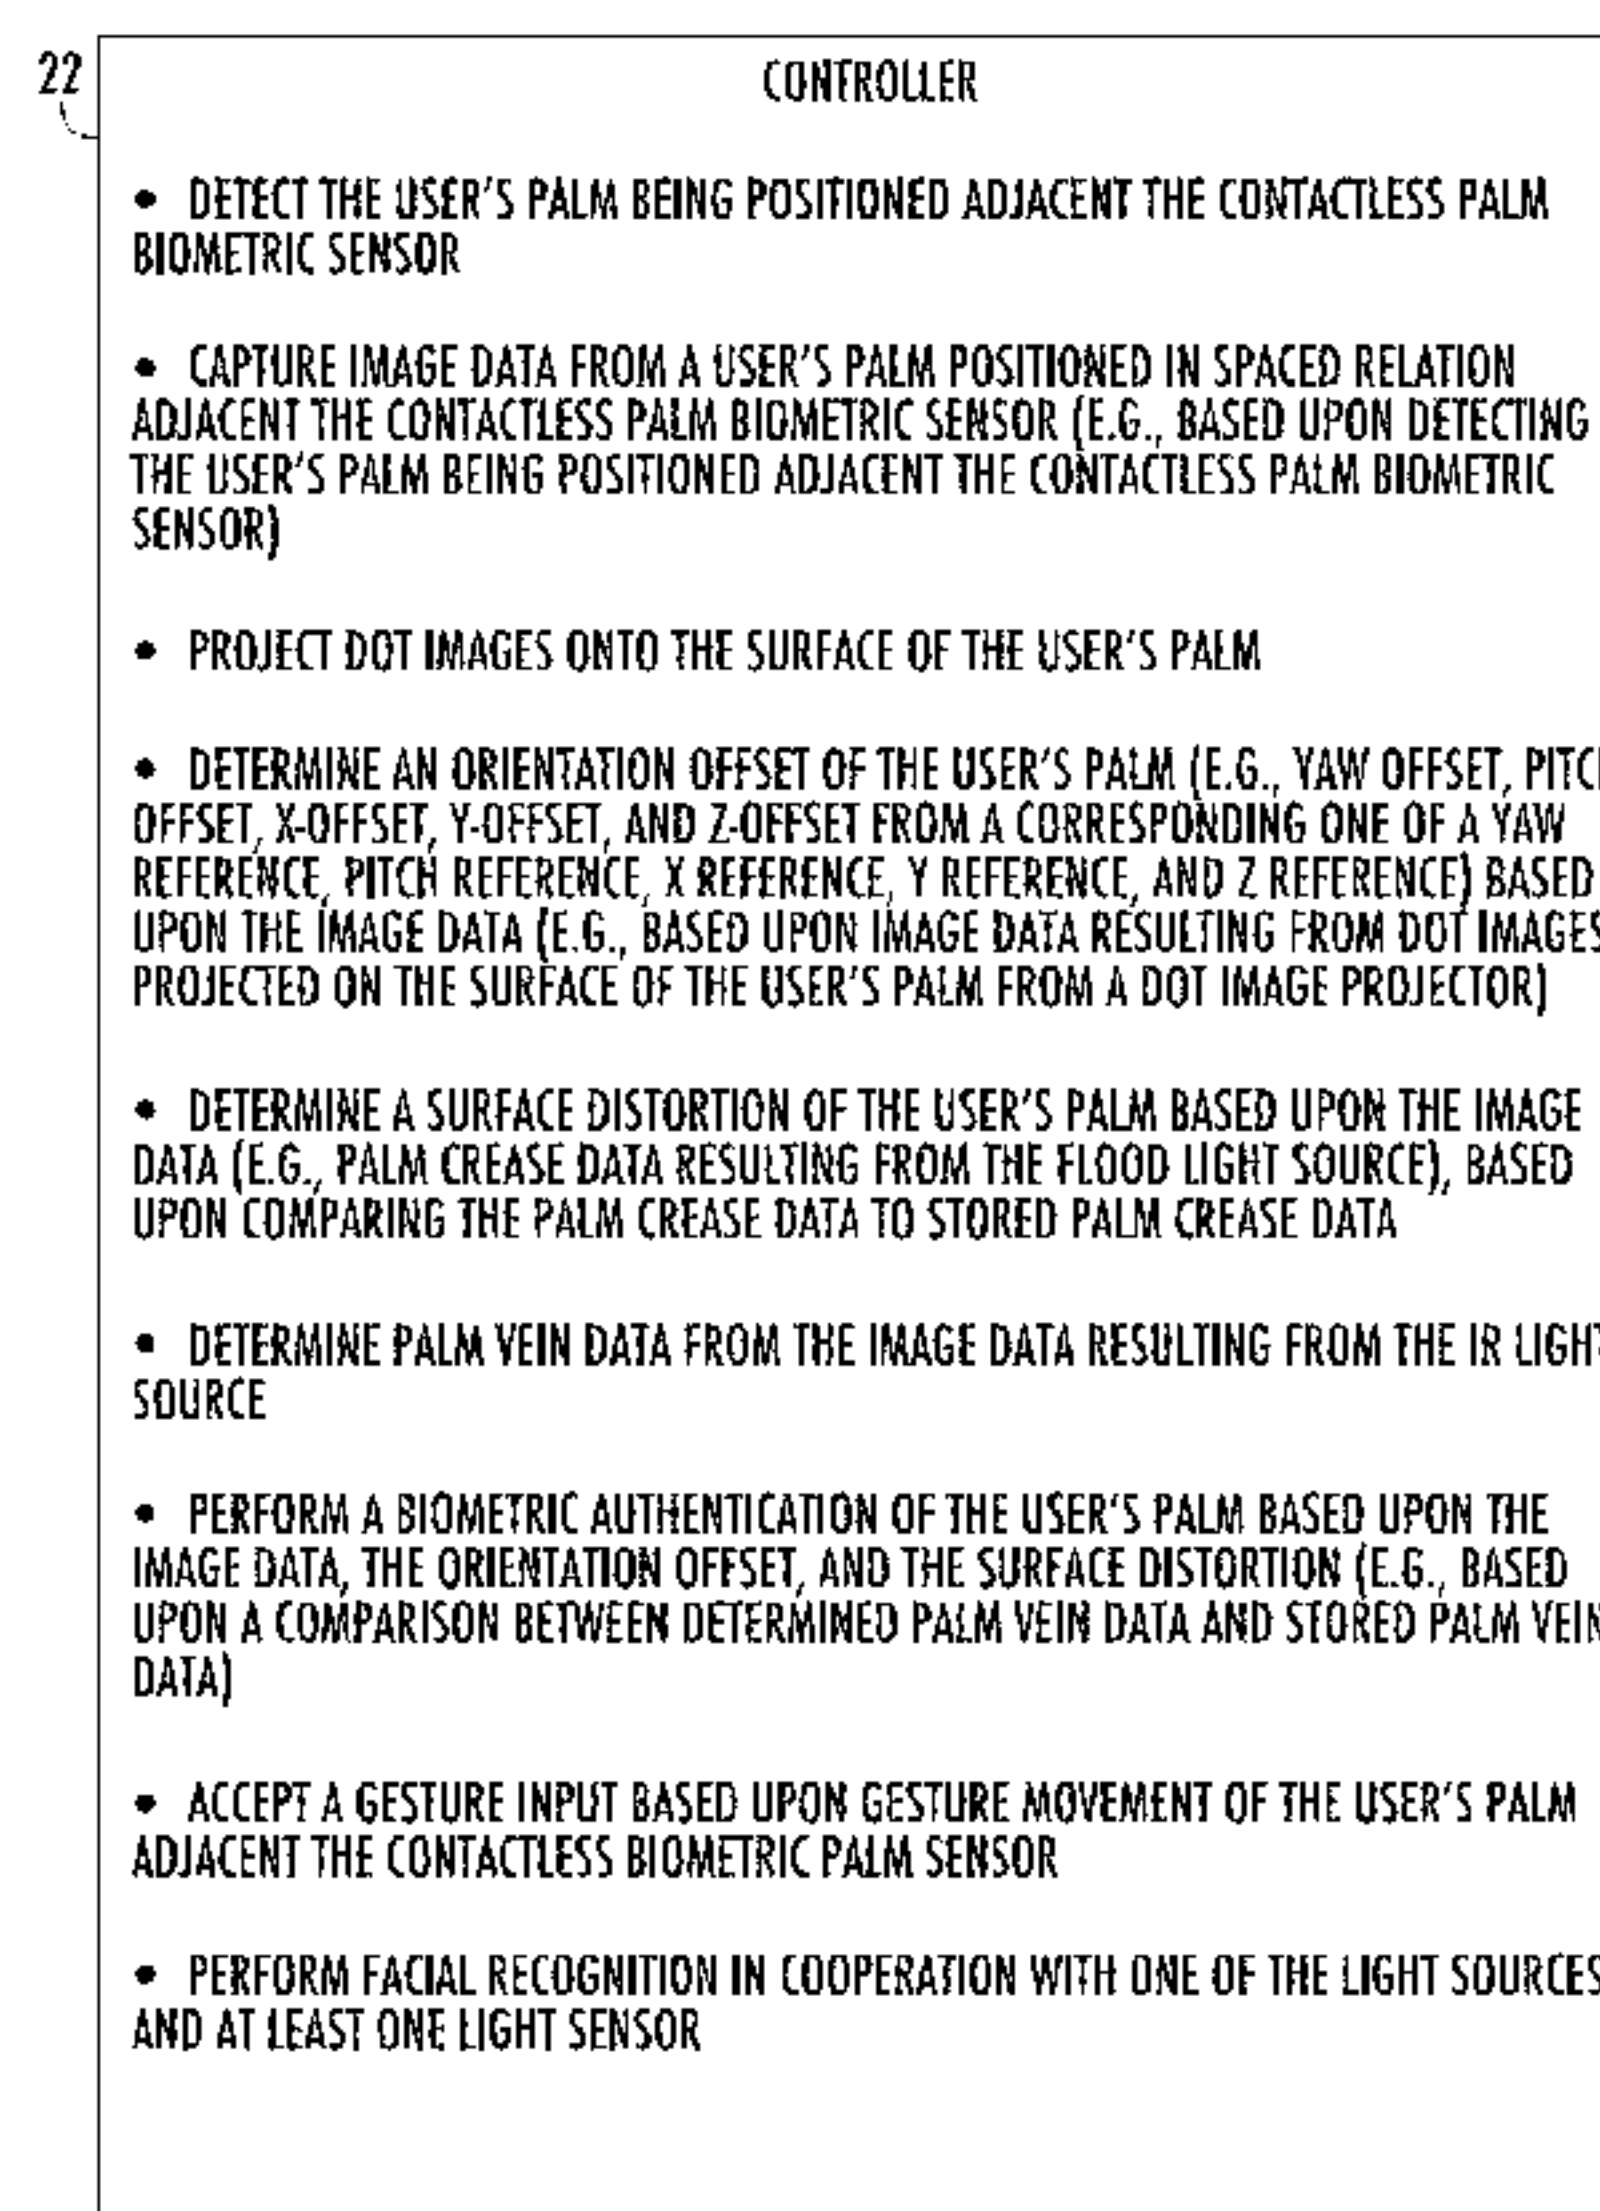 22
CONTROLLER
• DETECT THE USER'S PALM BEING POSITIONED ADJACENT THE CONTACTLESS PALM
BIOMETRIC SENSOR
• CAPTURE IMAGE DATA FROM A USER'S PALM POSITIONED IN SPACED RELATION
ADJACENT THE CONTACTLESS PALM BIOMETRIC SENSOR (E.G., BASED UPON DETECTING
THE USER'S PALM BEING POSITIONED ADJACENT THE CONTACTLESS PALM BIOMETRIC
SENSOR)
• PROJECT DOT IMAGES ONTO THE SURFACE OF THE USER'S PALM
• DETERMINE AN ORIENTATION OFFSET OF THE USER'S PALM (E.G., YAW OFFSET, PITCH
OFFSET, X-OFFSET, Y-OFFSET, AND Z-OFFSET FROM A CORRESPONDING ONE OF A YAW
REFERENCE, PITCH REFERENCE, X REFERENCE, Y REFERENCE, AND Z REFERENCE) BASED
UPON THE IMAGE DATA (E.G., BASED UPON IMAGE DATA RESULTING FROM DOT IMAGES
PROJECTED ON THE SURFACE OF THE USER'S PALM FROM A DOT IMAGE PROJECTOR)
• DETERMINE A SURFACE DISTORTION OF THE USER'S PALM BASED UPON THE IMAGE
DATA (E.G., PALM CREASE DATA RESULTING FROM THE FLOOD LIGHT SOURCE), BASED
UPON COMPARING THE PALM CREASE DATA TO STORED PALM CREASE DATA
• DETERMINE PALM VEIN DATA FROM THE IMAGE DATA RESULTING FROM THE IR LIGHT
SOURCE
• PERFORM A BIOMETRIC AUTHENTICATION OF THE USER'S PALM BASED UPON THE
IMAGE DATA, THE ORIENTATION OFFSET, AND THE SURFACE DISTORTION (E.G., BASED
UPON A COMPARISON BETWEEN DETERMINED PALM VEIN DATA AND STORED PALM VEIN
DATA)
• ACCEPT A GESTURE INPUT BASED UPON GESTURE MOVEMENT OF THE USER'S PALM
ADJACENT THE CONTACTLESS BIOMETRIC PALM SENSOR
• PERFORM FACIAL RECOGNITION IN COOPERATION WITH ONE OF THE LIGHT SOURCES
AND AT LEAST ONE LIGHT SENSOR